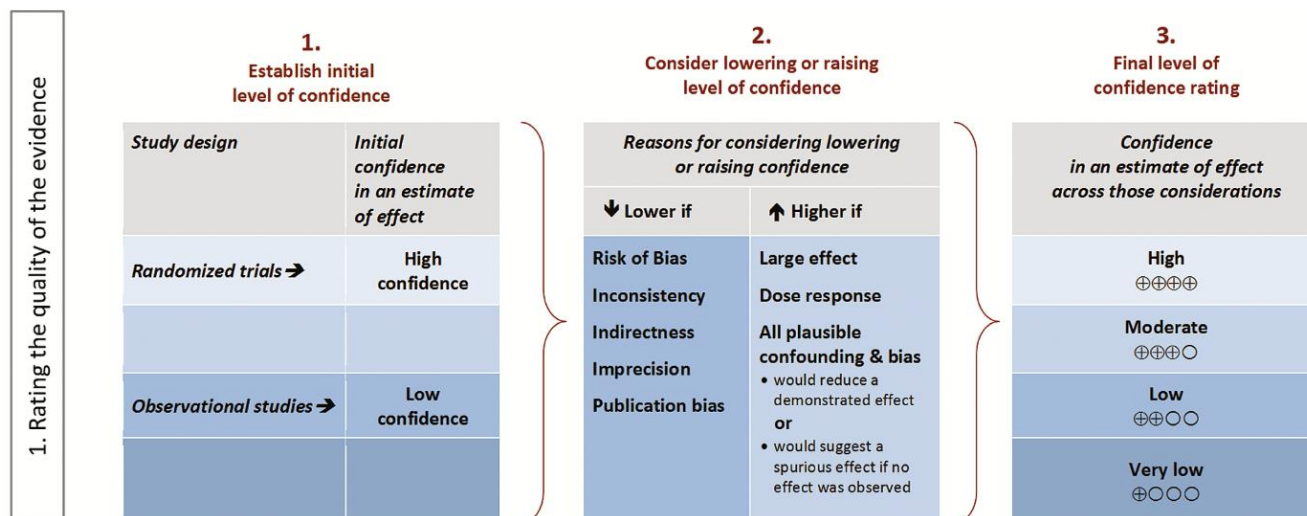 1. Rating the quality of the evidence
1.
Establish initial
level of confidence
2.
Consider lowering or raising
level of confidence
3.
Final level of
confidence rating
Study design
Initial
confidence
in an estimate
of effect
Randomized trials ➔
High
confidence
Observational studies ➔
Low
confidence
Reasons for considering lowering
or raising confidence
🡇 Lower if
🡅 Higher if
Risk of Bias
Inconsistency
Indirectness
Imprecision
Publication bias
Large effect
Dose response
All plausible
confounding & bias
• would reduce a
demonstrated effect
or
• would suggest a
spurious effect if no
effect was observed
Confidence
in an estimate of effect
across those considerations
High
⊕⊕⊕⊕
Moderate
⊕⊕⊕○
Low
⊕⊕○○
Very low
⊕○○○